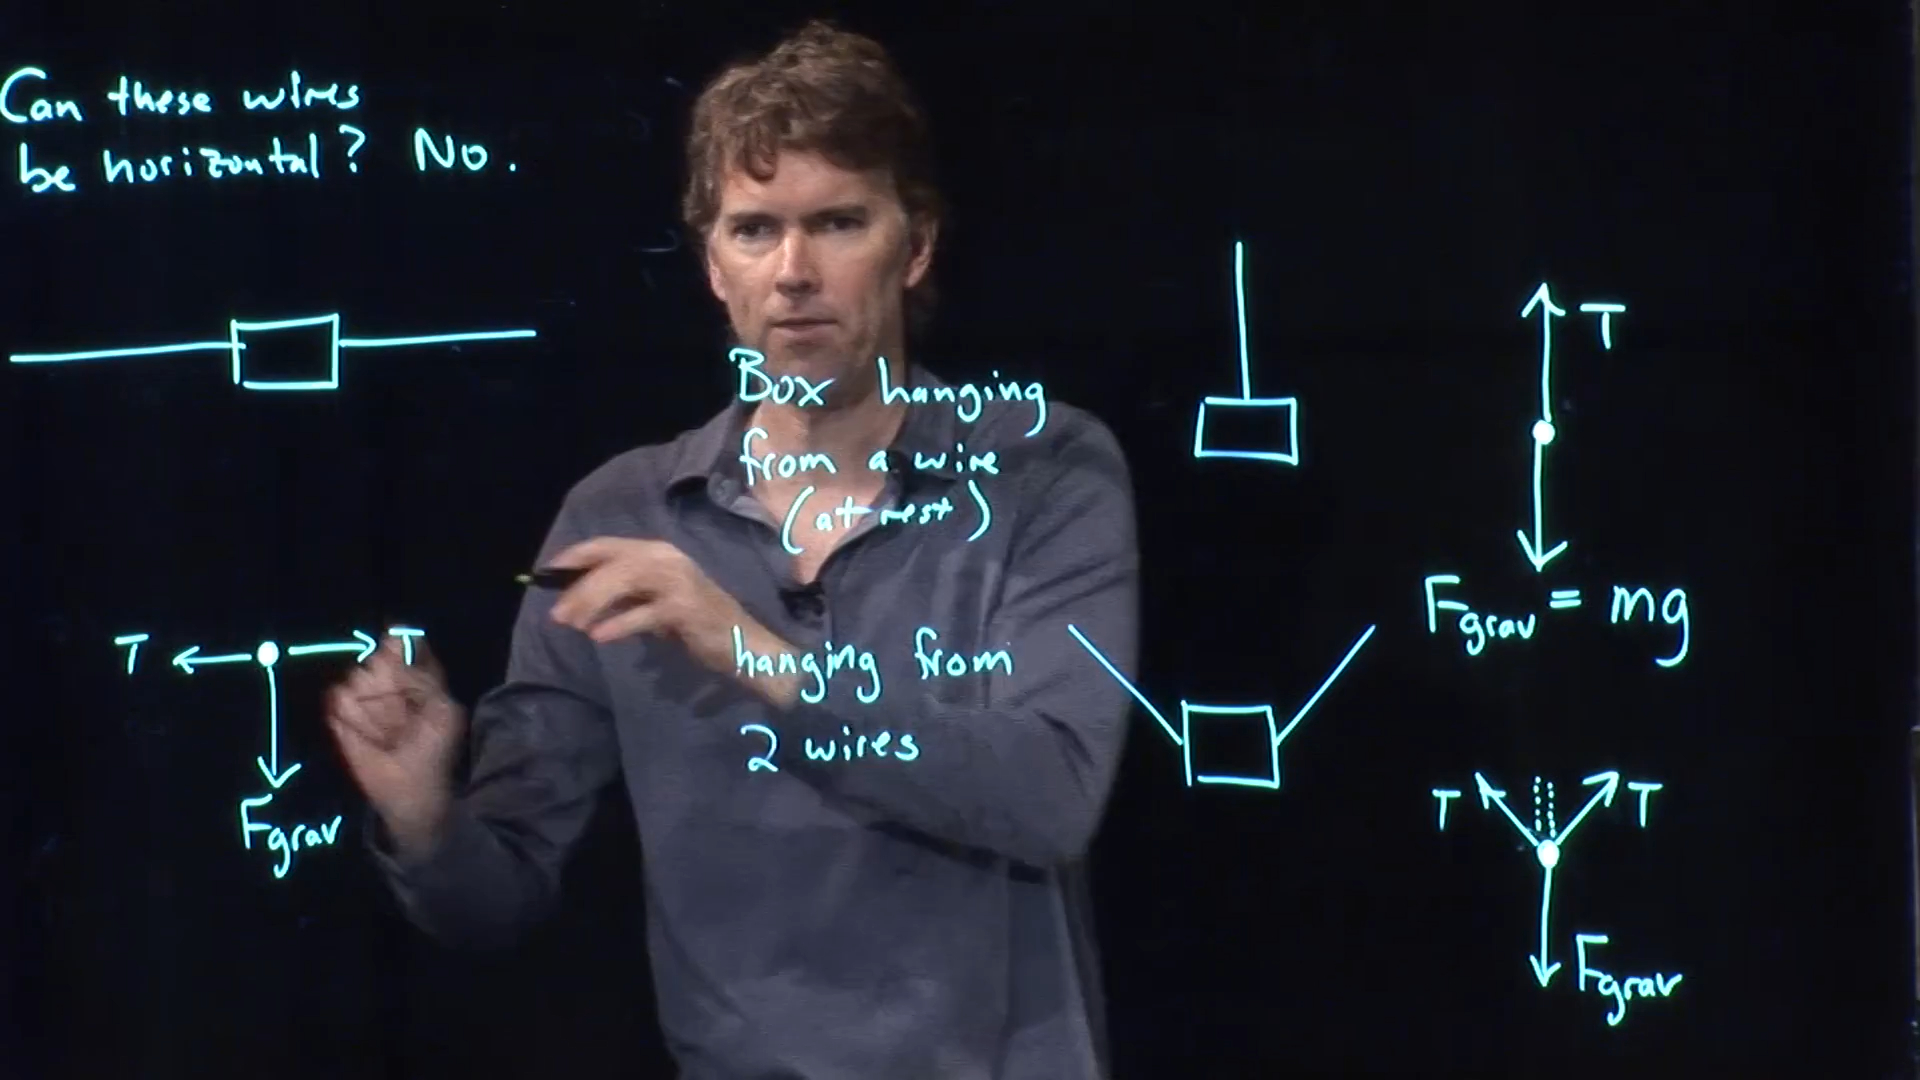 Can these wires
be horizontal? No.
Box hanging
from a wire
(at rest)
T
Fgrav = mg
T
T
Fgrav
hanging from
2 wires
T
T
Fgrav